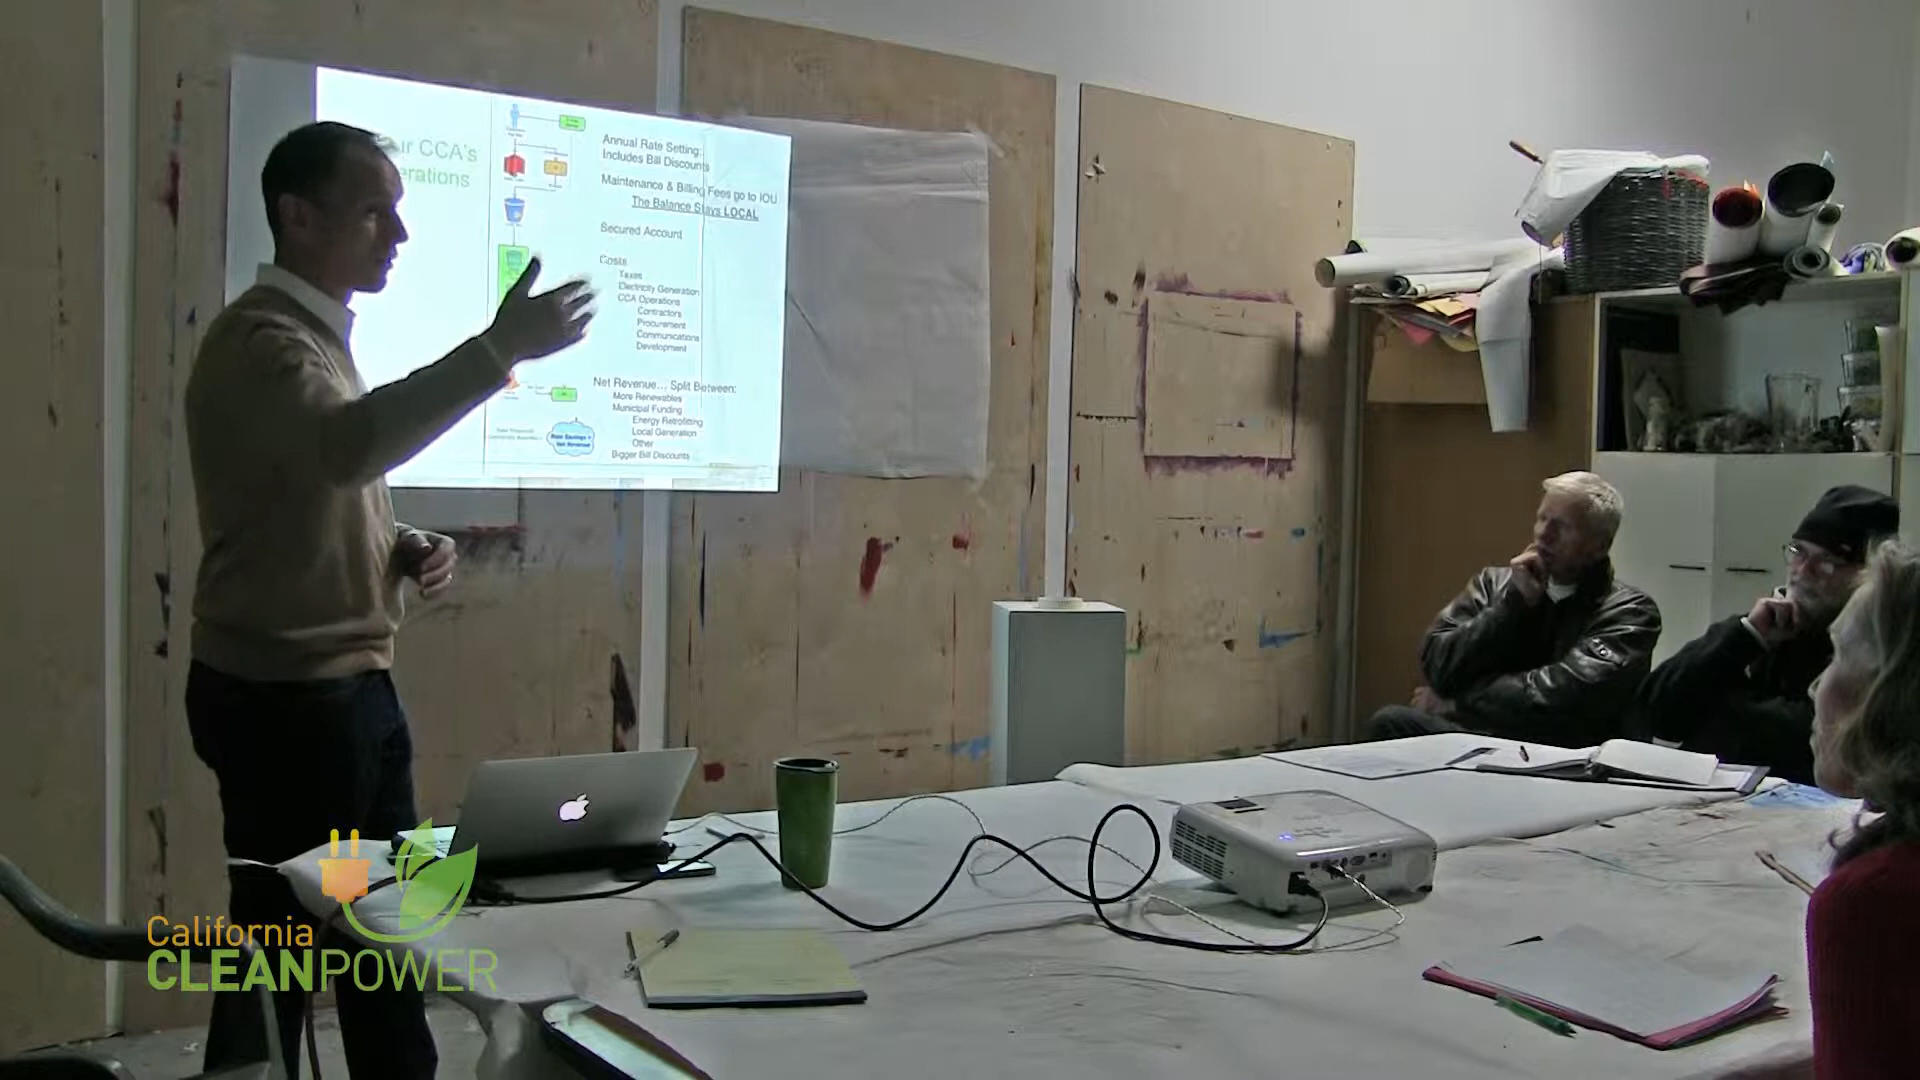 ur CCA's
erations
Annual Rate Setting:
Includes Bill Discounts
Maintenance & Billing Fees go to IOU
The Balance Stays LOCAL
Secured Account
Costs
Taxes
Electricity Generation
CCA Operations
Contractors
Procurement
Communications
Development
Net Revenue... Split Between:
More Renewables
Municipal Funding
Energy Retrofitting
Local Generation
Other
Bigger Bill Discounts
California
CLEANPOWER